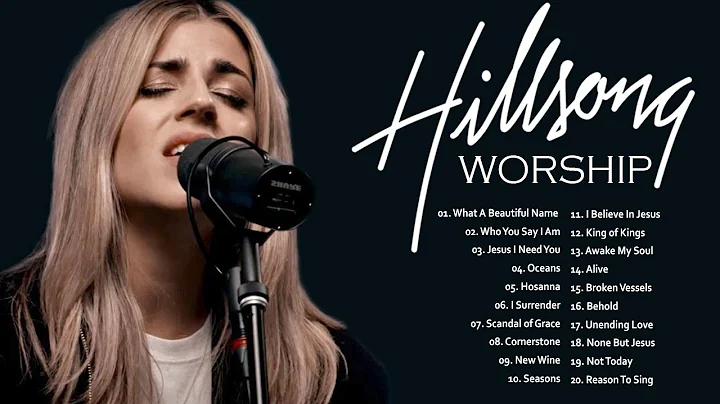 Hillsong
WORSHIP
01. What A Beautiful Name
02. Who You Say I Am
03. Jesus I Need You
04. Oceans
05. Hosanna
06. I Surrender
07. Scandal of Grace
08. Cornerstone
09. New Wine
10. Seasons
11. I Believe In Jesus
12. King of Kings
13. Awake My Soul
14. Alive
15. Broken Vessels
16. Behold
17. Unending Love
18. None But Jesus
19. Not Today
20. Reason To Sing
SHURE